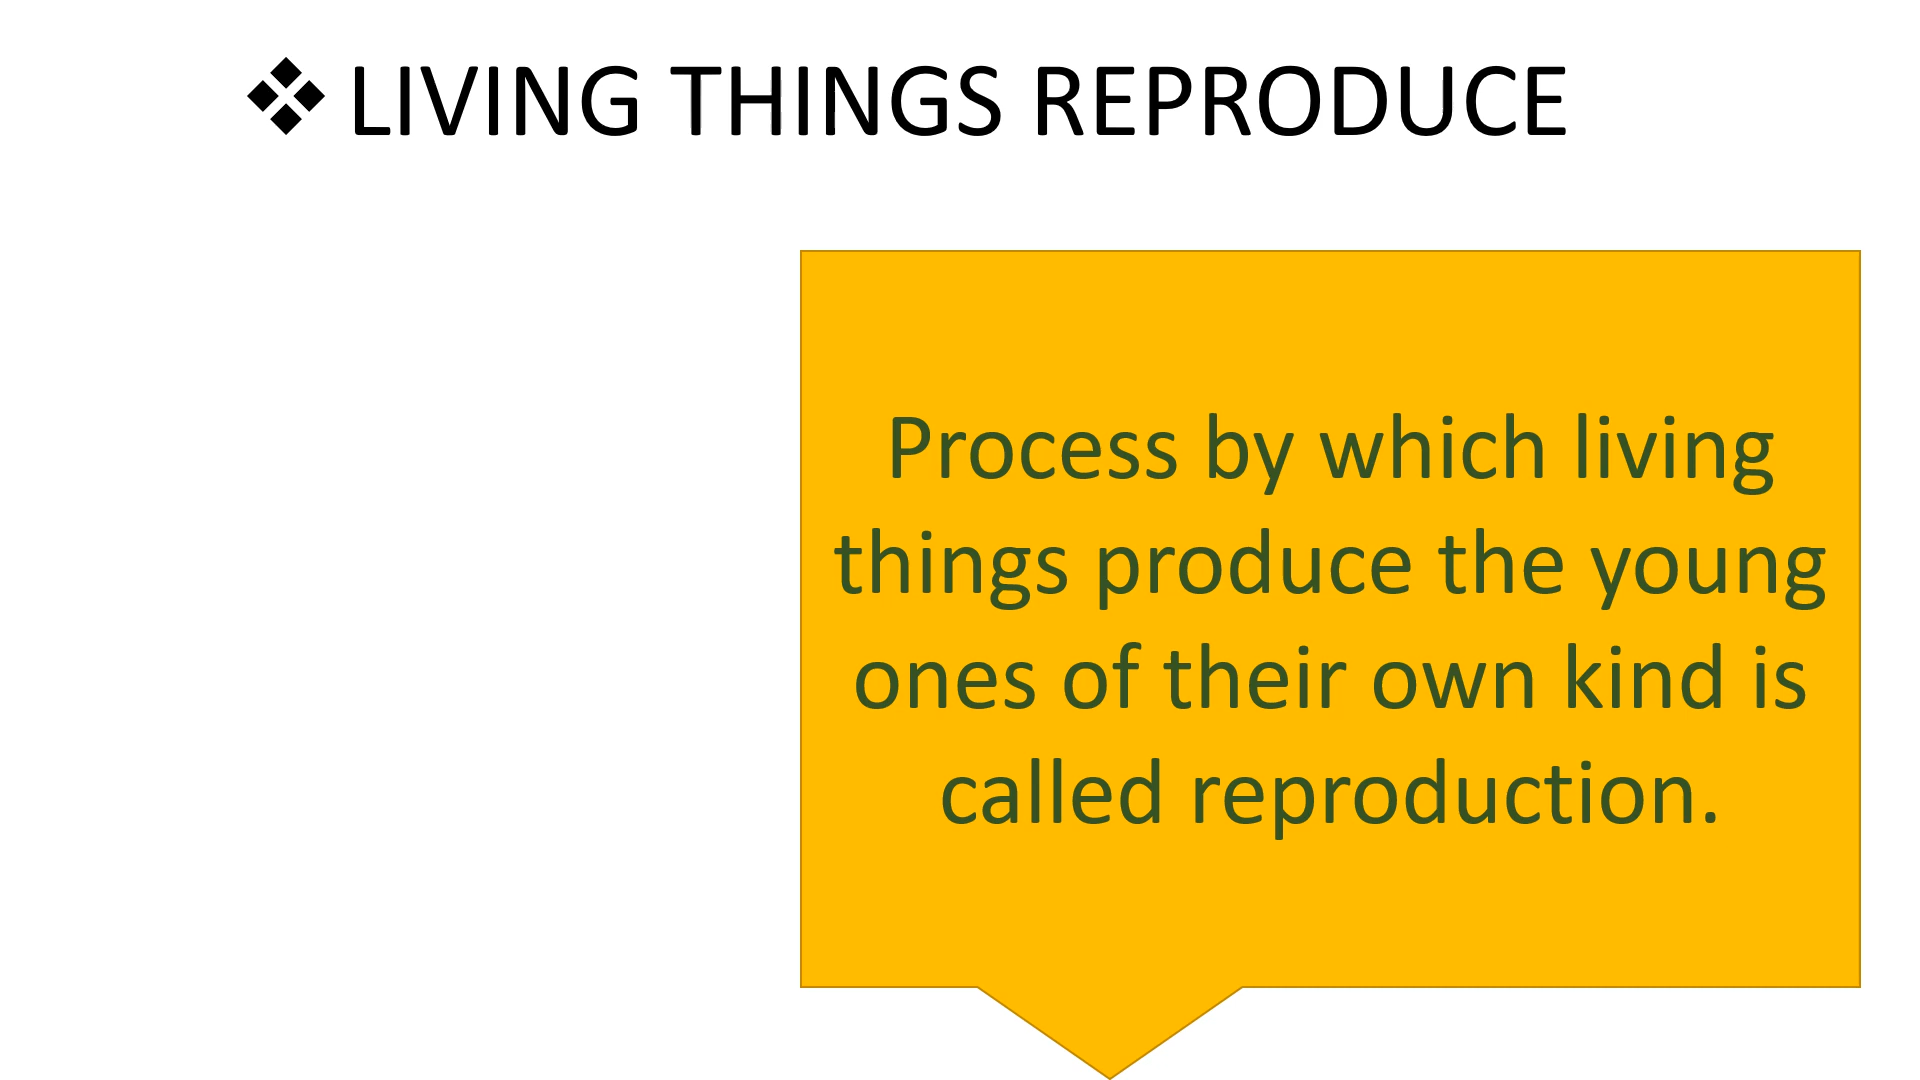 ❖ LIVING THINGS REPRODUCE
Process by which living
things produce the young
ones of their own kind is
called reproduction.